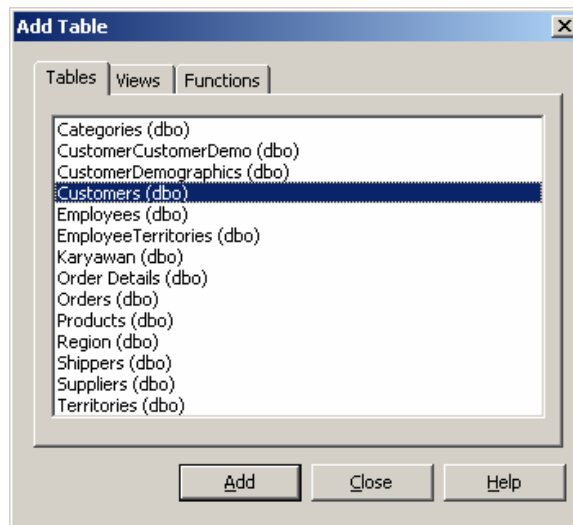 Add Table
Tables Views Functions
Categories (dbo)
CustomerCustomerDemo (dbo)
CustomerDemographics (dbo)
Customers (dbo)
Employees (dbo)
EmployeeTerritories (dbo)
Karyawan (dbo)
Order Details (dbo)
Orders (dbo)
Products (dbo)
Region (dbo)
Shippers (dbo)
Suppliers (dbo)
Territories (dbo)
Add Close Help